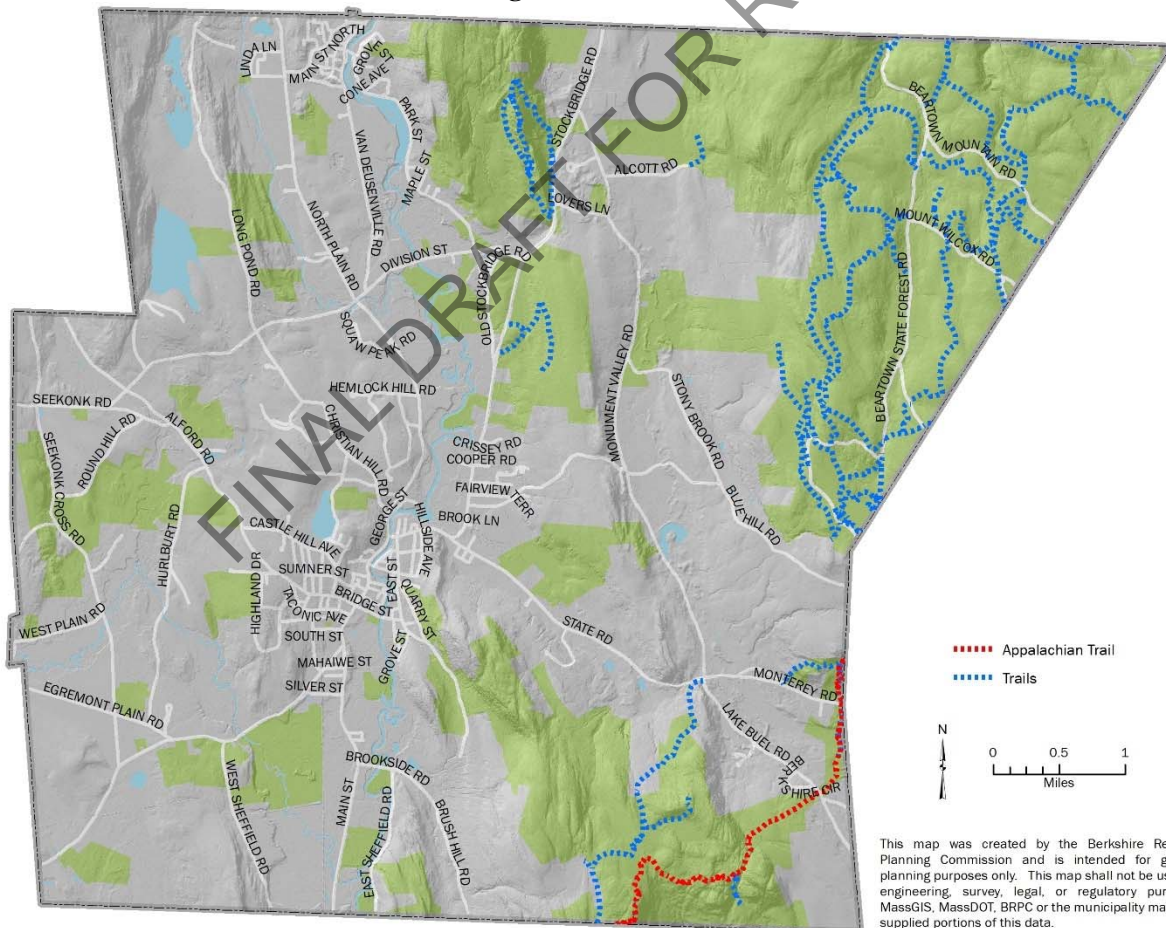 FINAL DRAFT FOR
LINDA LN
MAIN ST NORTH
GROVE ST
CONE AVE
PARK ST
MAPLE ST
VAN DEUSENVILLE RD
NORTH PLAIN RD
LONG POND RD
DIVISION ST
STOCKBRIDGE RD
ALCOTT RD
LOVERS LN
OLD STOCKBRIDGE RD
BEARTOWN MOUNTAIN RD
MOUNT WILCOX RD
BEARTOWN STATE FOREST RD
SQUAW PEAK RD
HEMLOCK HILL RD
MONUMENT VALLEY RD
STONY BROOK RD
BLUE HILL RD
SEEKONK RD
ROUND HILL RD
ALFORD RD
SEEKONK CROSS RD
CHRISTIAN HILL RD
CRISSEY RD
COOPER RD
FAIRVIEW TERR
BROOK LN
HURLBURT RD
GEORGE ST
HILLSIDE AVE
CASTLE HILL AVE
SUMNER ST
HIGHLAND DR
BRIDGE ST
EAST ST
QUARRY ST
TACONIC AVE
SOUTH ST
WEST PLAIN RD
GROVE ST
STATE RD
MAHAIWE ST
SILVER ST
EGREMONT PLAIN RD
MONTEREY RD
LAKE BUEL RD
BERKSHIRE CIR
BROOKSIDE RD
WEST SHEFFIELD RD
MAIN ST
EAST SHEFFIELD RD
BRUSH HILL RD
Appalachian Trail
Trails
N
0 0.5 1
Miles
This map was created by the Berkshire Re
Planning Commission and is intended for g
planning purposes only. This map shall not be us
engineering, survey, legal, or regulatory pur
MassGIS, MassDOT, BRPC or the municipality ma
supplied portions of this data.